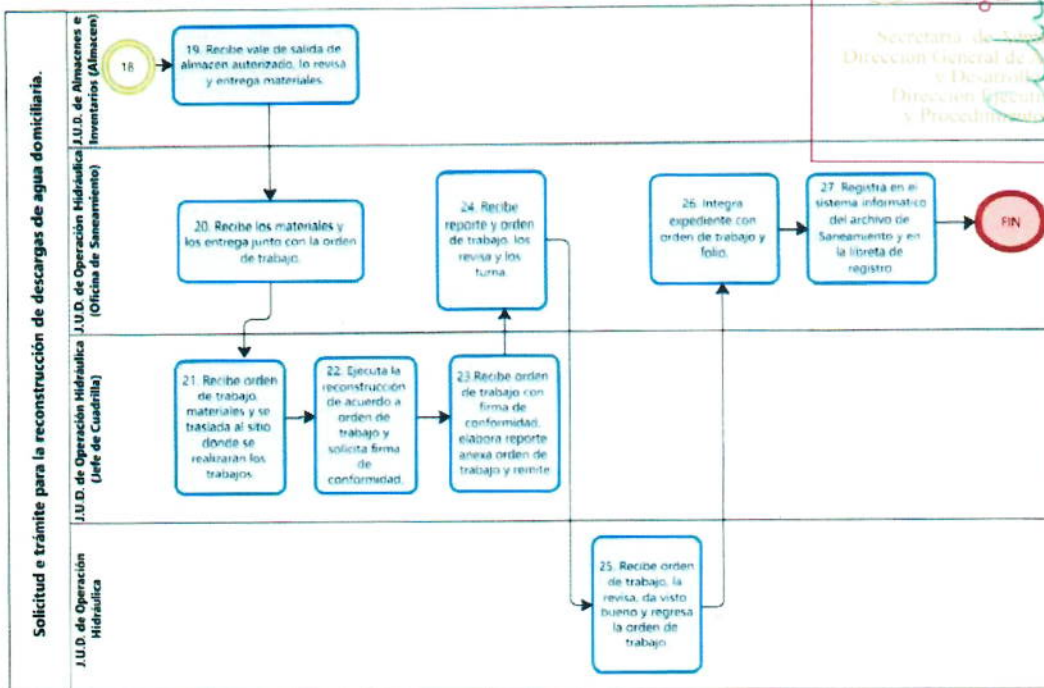 Solicitud e trámite para la reconstrucción de descargas de agua domiciliaria.
J.U.D. de Almacenes e
Inventarios (Almacen)
18
19. Recibe vale de salida de
almacen autorizado, lo revisa
y entrega materiales.
Secretaría de
Dirección General de
y Desarrollo
Dirección
y Procedimientos
J.U.D. de Operación Hidráulica
(Oficina de Saneamiento)
20. Recibe los materiales y
los entrega junto con la orden
de trabajo.
24. Recibe
reporte y orden
de trabajo, los
revisa y los
turna.
26. Integra
expediente con
orden de trabajo y
folio.
27. Registra en el
sistema informatico
del archivo de
Saneamiento y en
la libreta de
registro
FIN
J.U.D. de Operación Hidráulica
(Jefe de Cuadrilla)
21. Recibe orden
de trabajo,
materiales y se
traslada al sitio
donde se
realizarán los
trabajos
22. Ejecuta la
reconstrucción
de acuerdo a
orden de
trabajo y
solicita firma
de
conformidad.
23.Recibe orden
de trabajo con
firma de
conformidad,
elabora reporte
anexa orden de
trabajo y remite
J.U.D. de Operación
Hidráulica
25. Recibe orden
de trabajo, la
revisa, da visto
bueno y regresa
la orden de
trabajo